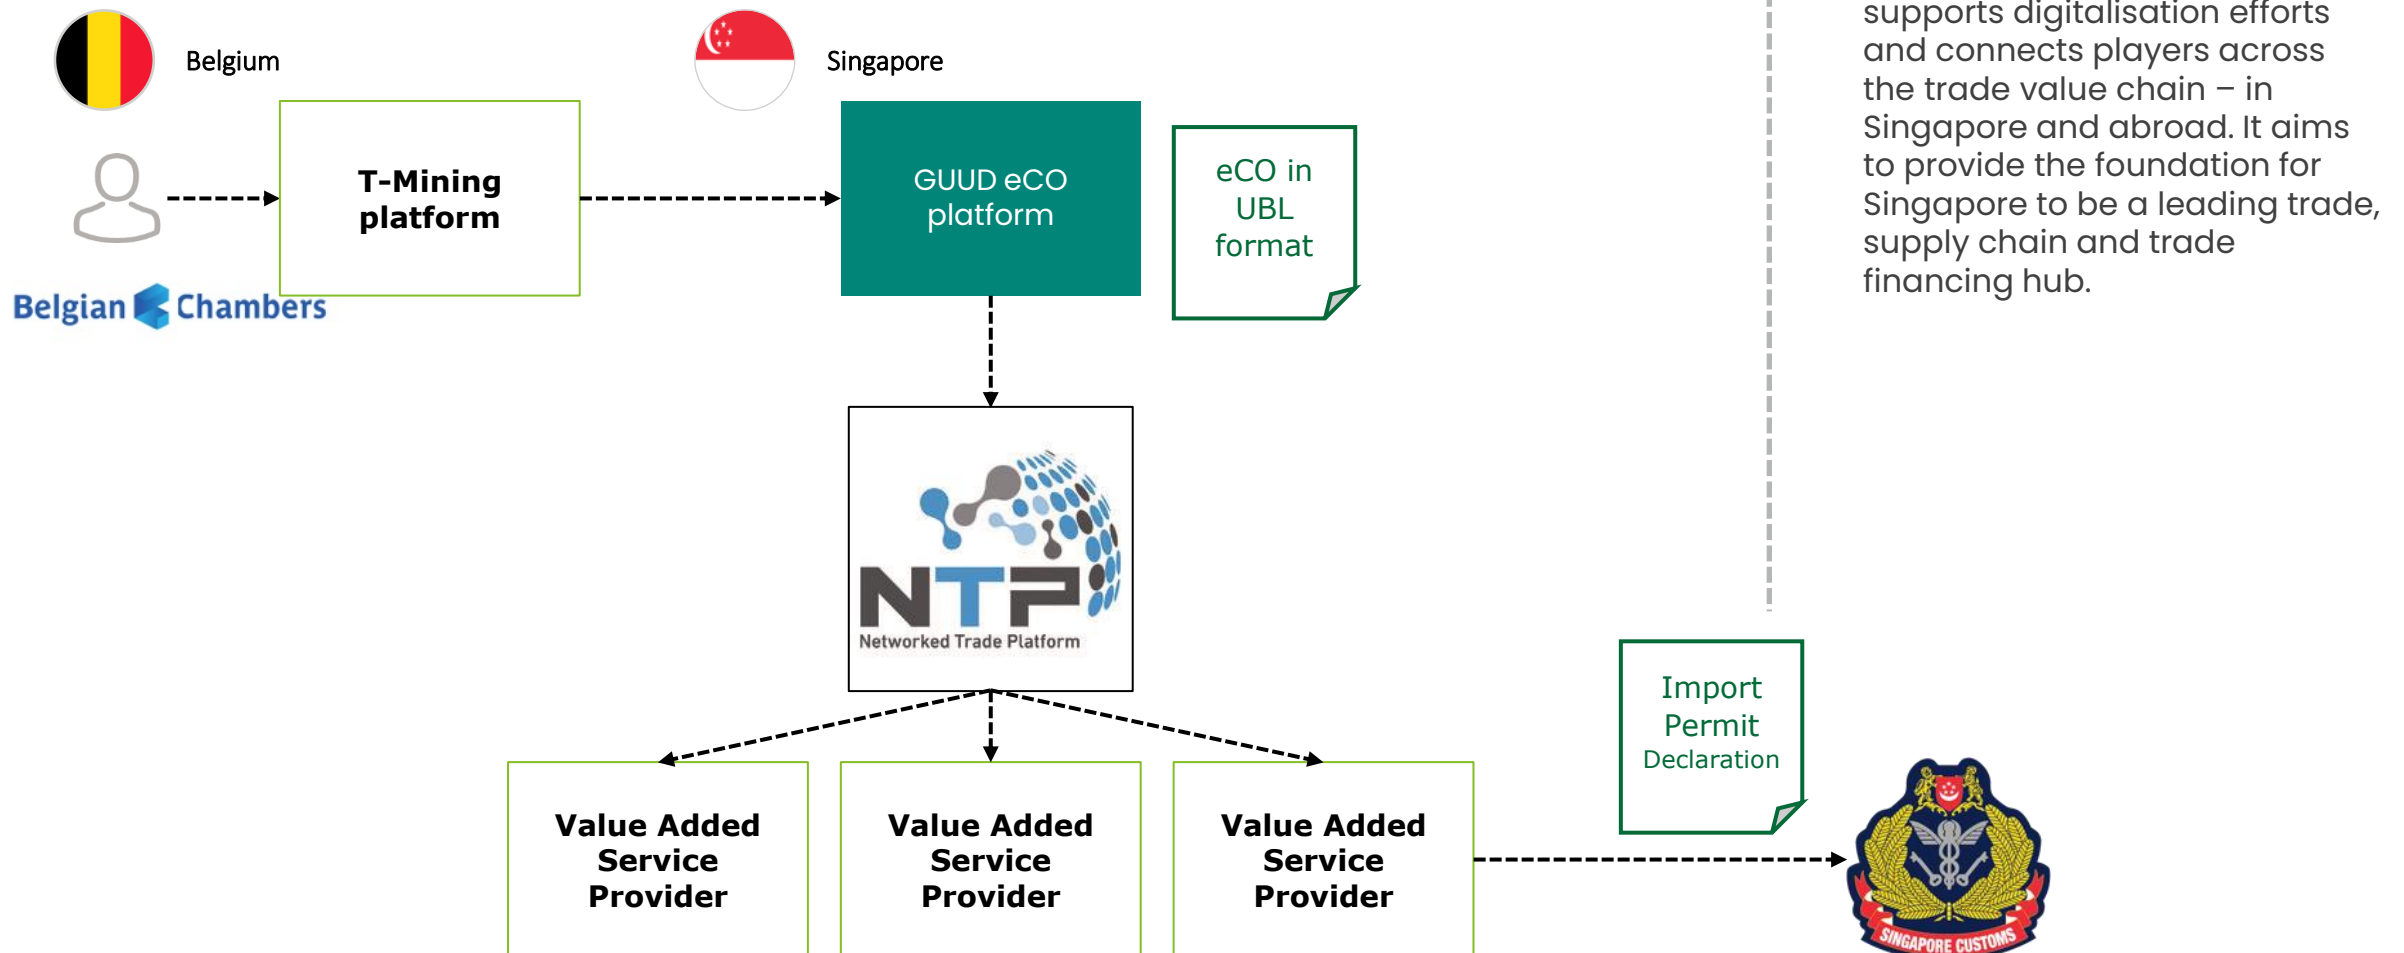 Belgium
Singapore
T-Mining
platform
GUUD eCO
platform
eCO in
UBL
format
Belgian Chambers
supports digitalisation efforts
and connects players across
the trade value chain – in
Singapore and abroad. It aims
to provide the foundation for
Singapore to be a leading trade,
supply chain and trade
financing hub.
NTP
Networked Trade Platform
Import
Permit
Declaration
Value Added
Service
Provider
Value Added
Service
Provider
Value Added
Service
Provider
SINGAPORE CUSTOMS